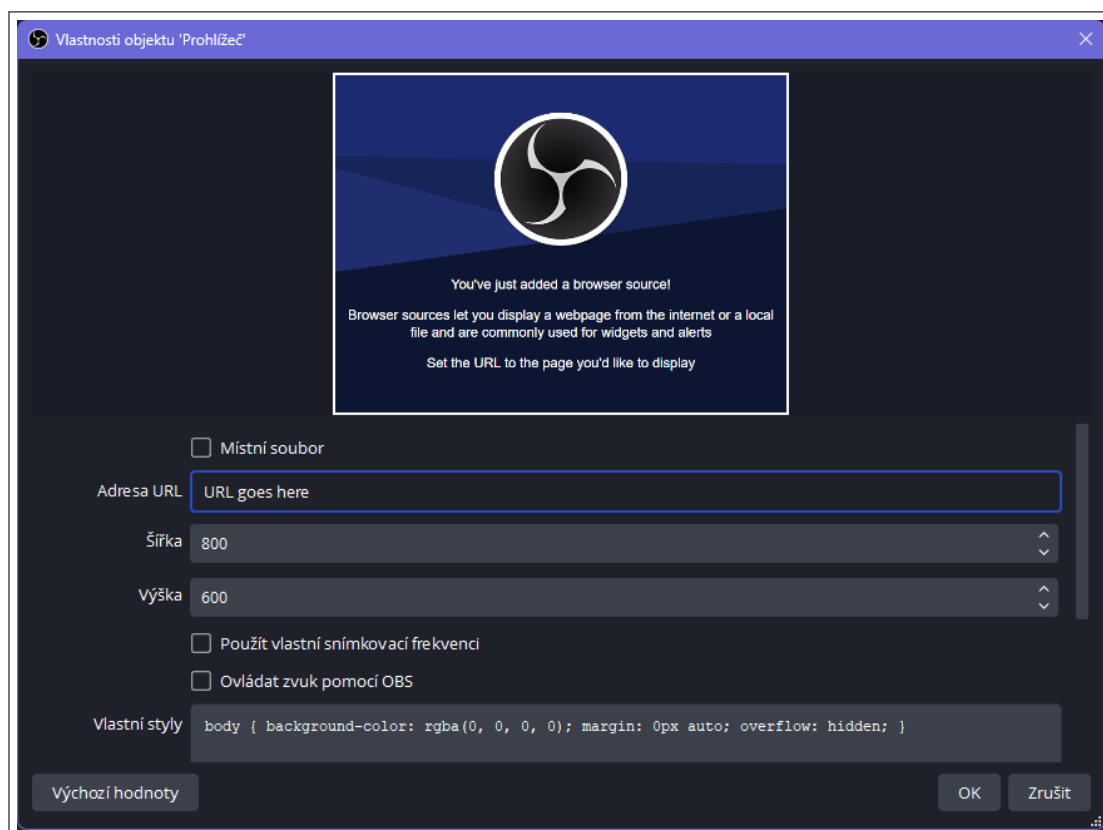 Vlastnosti objektu 'Prohlížeč'
You've just added a browser source!
Browser sources let you display a webpage from the internet or a local
file and are commonly used for widgets and alerts
Set the URL to the page you'd like to display
Místní soubor
Adresa URL URL goes here
Šířka 800
Výška 600
Použít vlastní snímkovací frekvenci
Ovládat zvuk pomocí OBS
Vlastní styly body { background-color: rgba(0, 0, 0, 0); margin: 0px auto; overflow: hidden; }
Výchozí hodnoty OK Zrušit